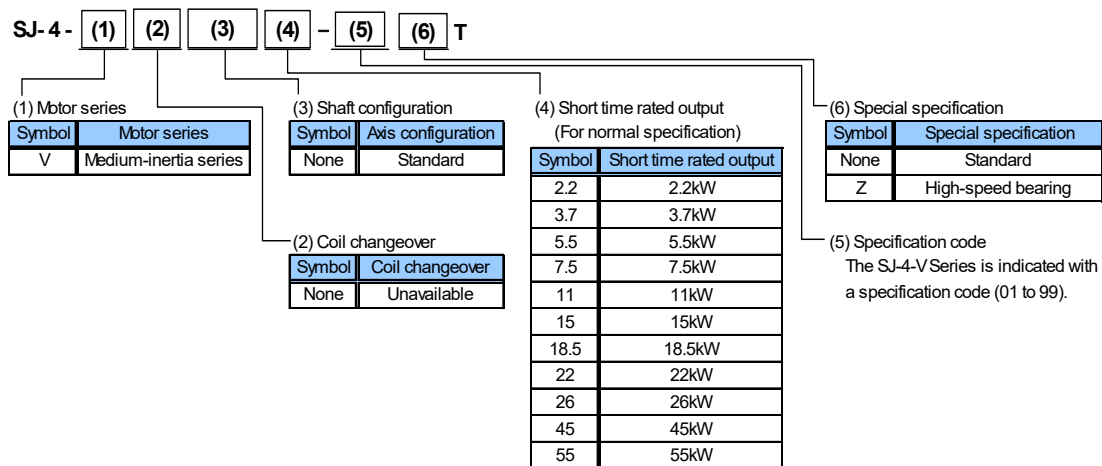 SJ-4 - (1) (2) (3) (4) – (5) (6) T
(1) Motor series
Symbol Motor series
V Medium-inertia series
(3) Shaft configuration
Symbol Axis configuration
None Standard
(2) Coil changeover
Symbol Coil changeover
None Unavailable
(4) Short time rated output
(For normal specification)
Symbol Short time rated output
2.2 2.2kW
3.7 3.7kW
5.5 5.5kW
7.5 7.5kW
11 11kW
15 15kW
18.5 18.5kW
22 22kW
26 26kW
45 45kW
55 55kW
(6) Special specification
Symbol Special specification
None Standard
Z High-speed bearing
(5) Specification code
The SJ-4-V Series is indicated with
a specification code (01 to 99).